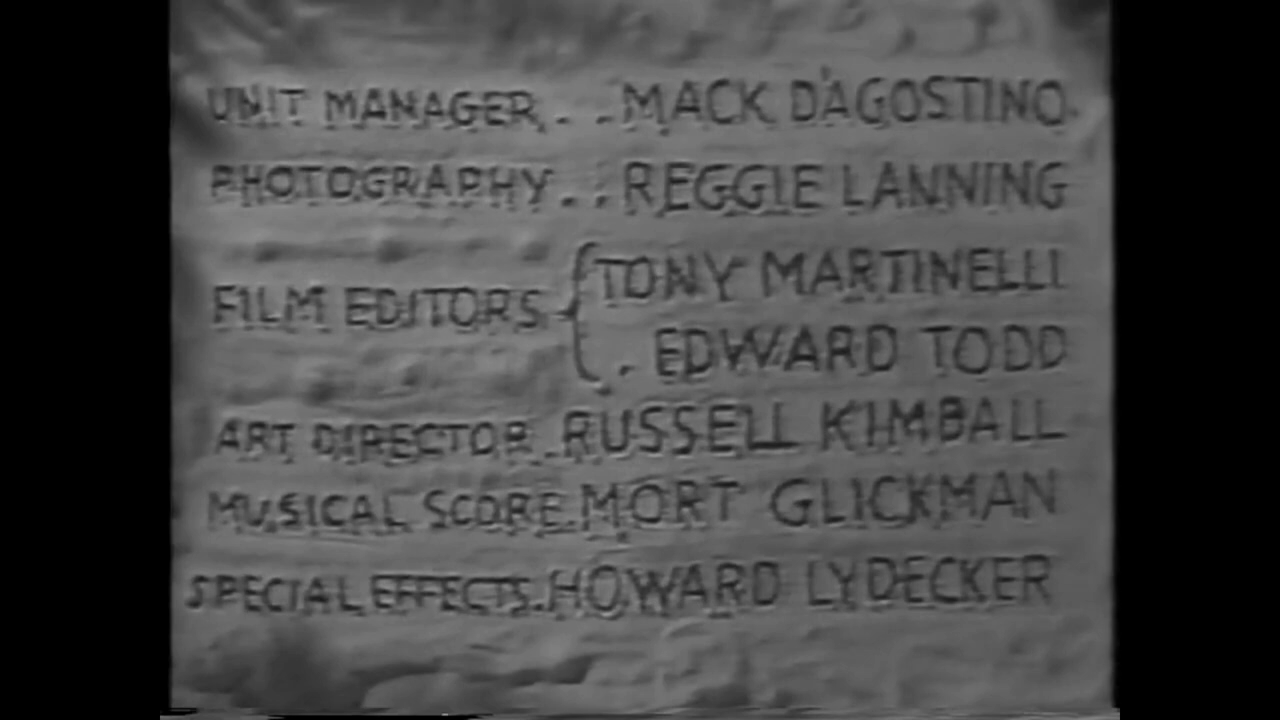 UNIT MANAGER . . MACK D'AGOSTINO
PHOTOGRAPHY . . REGGIE LANNING
FILM EDITORS { TONY MARTINELLI
. EDWARD TODD
ART DIRECTOR . RUSSELL KIMBALL
MUSICAL SCORE . MORT GLICKMAN
SPECIAL EFFECTS . HOWARD LYDECKER